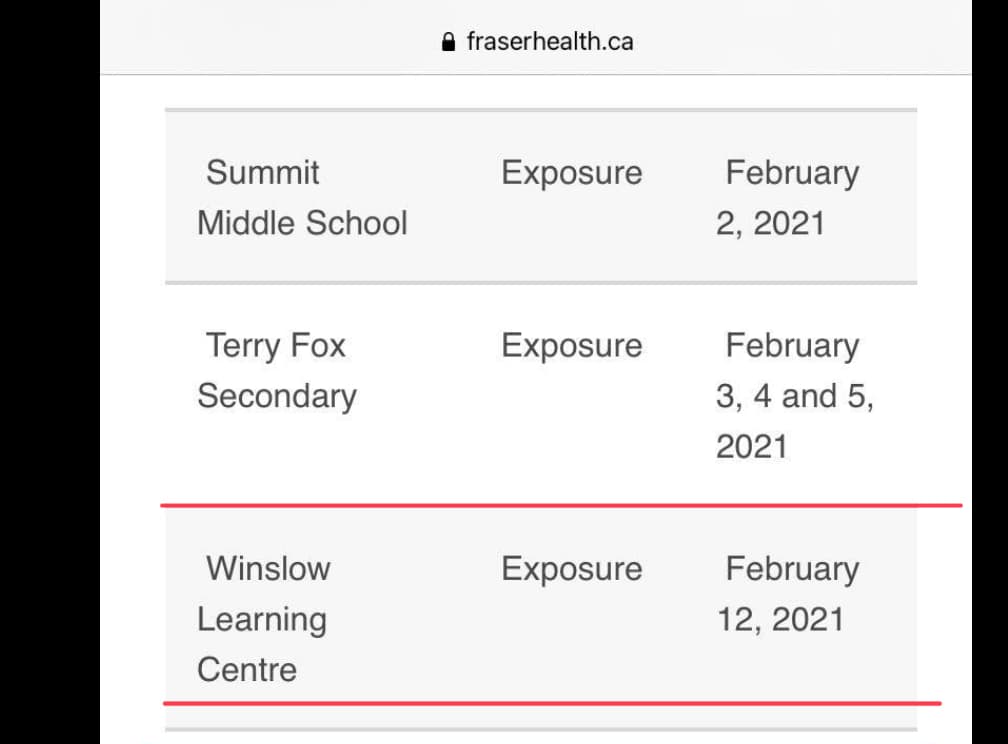 fraserhealth.ca
Summit Exposure February
Middle School 2, 2021
Terry Fox Exposure February
Secondary 3, 4 and 5,
2021
Winslow Exposure February
Learning 12, 2021
Centre